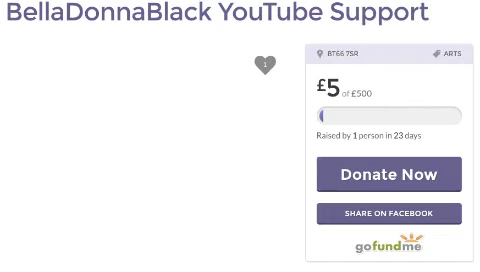 BellaDonnaBlack YouTube Support
1
BT66 7SR ARTS
£5 of £500
Raised by 1 person in 23 days
Donate Now
SHARE ON FACEBOOK
gofundme